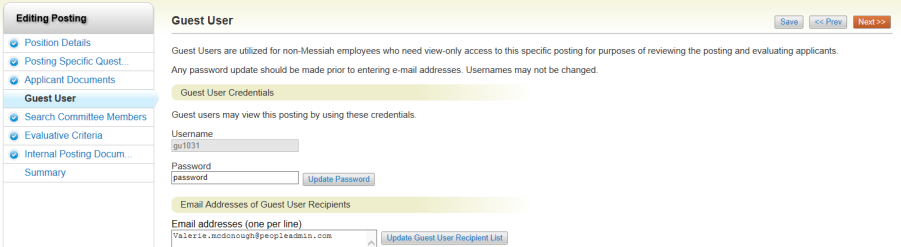 Editing Posting
Position Details
Posting Specific Quest...
Applicant Documents
Guest User
Search Committee Members
Evaluative Criteria
Internal Posting Docum...
Summary
Guest User
Save
<< Prev
Next >>
Guest Users are utilized for non-Messiah employees who need view-only access to this specific posting for purposes of reviewing the posting and evaluating applicants.
Any password update should be made prior to entering e-mail addresses. Usernames may not be changed.
Guest User Credentials
Guest users may view this posting by using these credentials.
Username
gu1031
Password
password
Update Password
Email Addresses of Guest User Recipients
Email addresses (one per line)
Valerie.mcdonough@peopleadmin.com
Update Guest User Recipient List